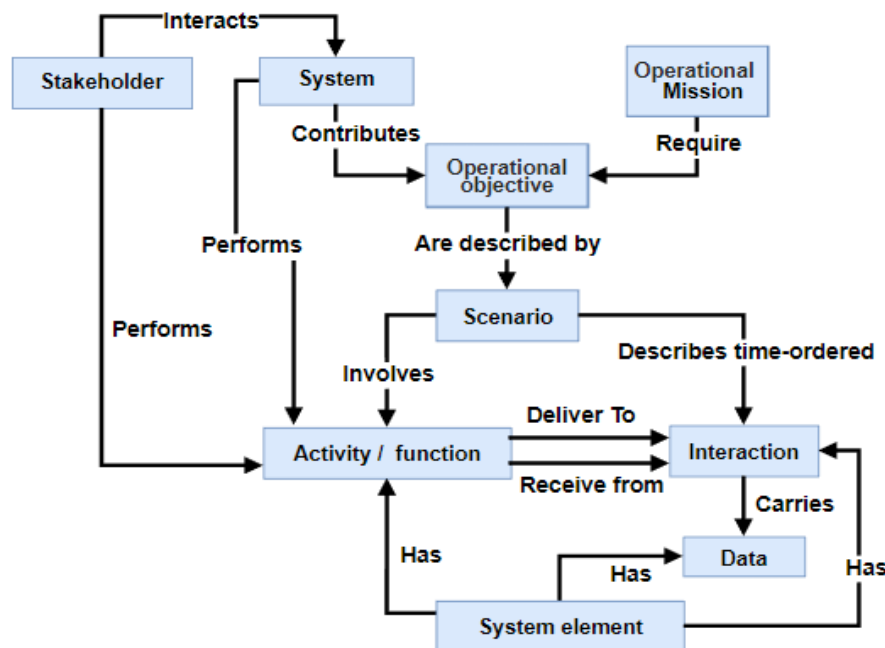 Interacts
Stakeholder
System
Operational
Mission
Contributes
Require
Operational
objective
Performs
Are described by
Performs
Scenario
Describes time-ordered
Involves
Deliver To
Activity / function
Interaction
Receive from
Carries
Has
Data
Has
Has
System element